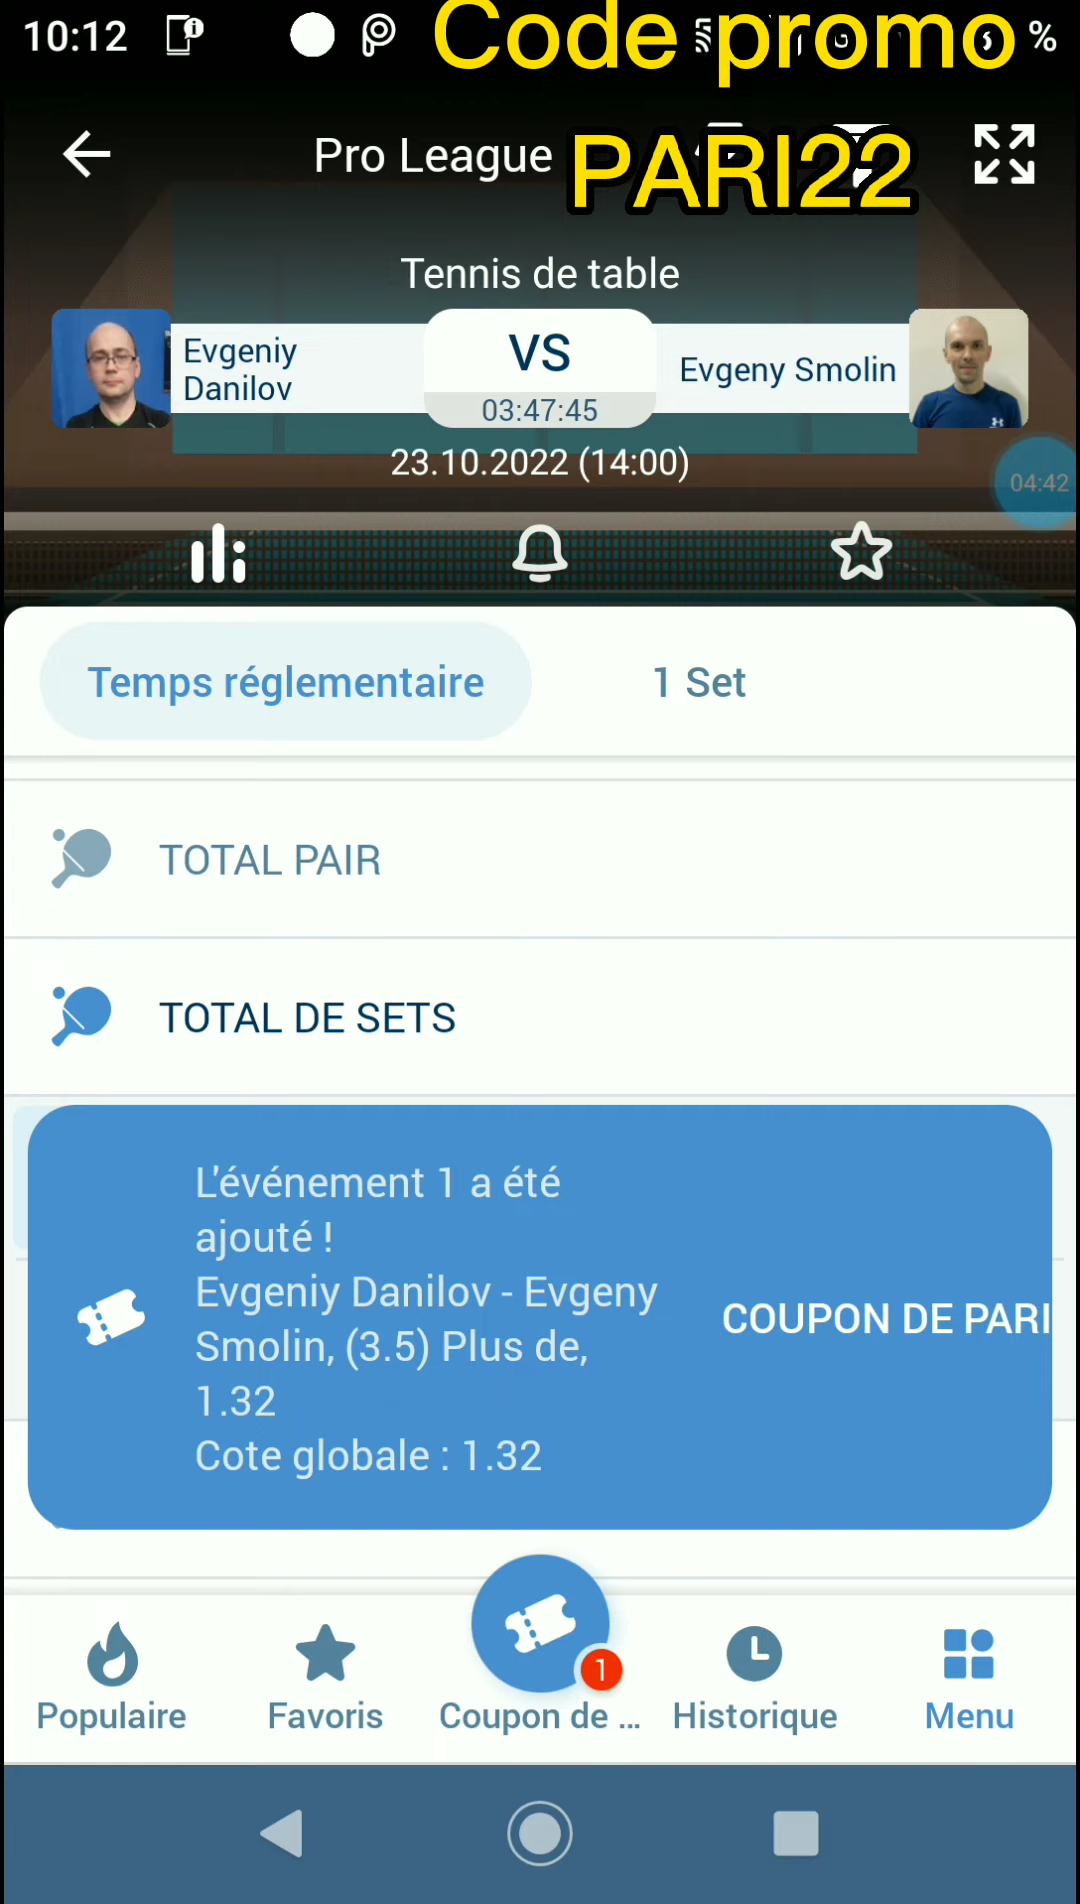 10:12
%
Code promo
PARI22
Pro League
Tennis de table
Evgeniy
Danilov
VS
Evgeny Smolin
03:47:45
23.10.2022 (14:00)
04:42
Temps réglementaire
1 Set
TOTAL PAIR
TOTAL DE SETS
L'événement 1 a été
ajouté !
Evgeniy Danilov - Evgeny
Smolin, (3.5) Plus de,
1.32
Cote globale : 1.32
COUPON DE PARI
1
Populaire
Favoris
Coupon de ...
Historique
Menu